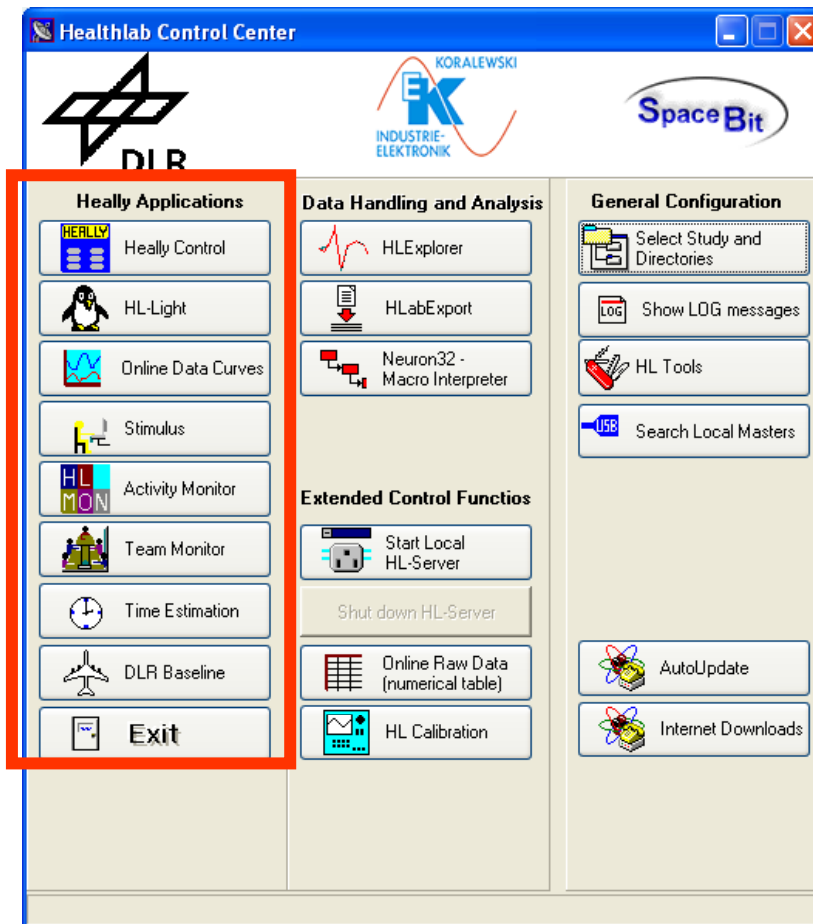 Healthlab Control Center
DLR
KORALEWSKI
EK
INDUSTRIE-
ELEKTRONIK
SpaceBit
Heally Applications
HEALLY
Heally Control
HL-Light
Online Data Curves
Stimulus
HL
MON
Activity Monitor
Team Monitor
Time Estimation
DLR Baseline
Exit
Data Handling and Analysis
HLExplorer
HLabExport
Neuron32 -
Macro Interpreter
Extended Control Functios
Start Local
HL-Server
Shut down HL-Server
Online Raw Data
(numerical table)
HL Calibration
General Configuration
Select Study and
Directories
LOG
Show LOG messages
HL Tools
USB
Search Local Masters
AutoUpdate
Internet Downloads